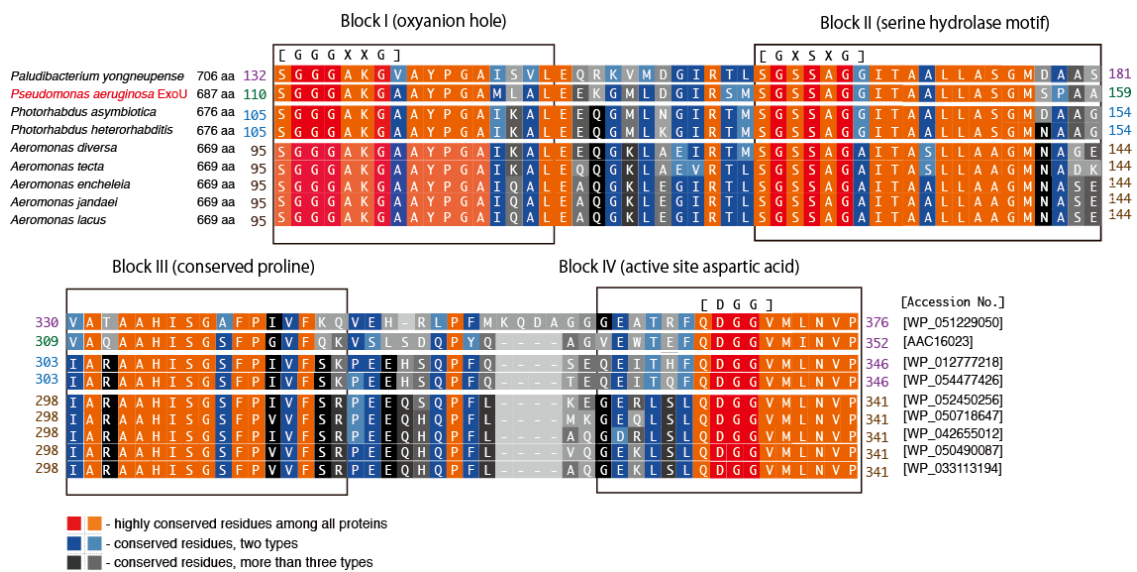 Block I (oxyanion hole)
Block II (serine hydrolase motif)
[ G G G X X G ]
[ G X S X G ]
Paludibacterium yongneupense 706 aa 132 S G G G A K G V A Y P G A I S V L E Q R K V M D G I R T L S G S S A G G I T A A L L A S G M D A A S 181
Pseudomonas aeruginosa ExoU 687 aa 110 S G G G A K G A A Y P G A M L A L E E K G M L D G I R S M S G S S A G G I T A A L L A S G M S P A A 159
Photorhabdus asymbiotica 676 aa 105 S G G G A K G A A Y P G A I K A L E E Q G M L N G I R T M S G S S A G G I T A A L L A S G M D A A G 154
Photorhabdus heterorhabditis 676 aa 105 S G G G A K G A A Y P G A I K A L E E Q G M L K G I R T M S G S S A G G I T A A L L A S G M N A A G 154
Aeromonas diversa 669 aa 95 S G G G A K G A A Y P G A I K A L E E Q G K L A E I R T M S G S S A G A I T A S L L A A G M N A G E 144
Aeromonas tecta 669 aa 95 S G G G A K G A A Y P G A I K A L E Q Q G K L A E V R T M S G S S A G A I T A S L L A A G M N A D K 144
Aeromonas encheleia 669 aa 95 S G G G A K G A A Y P G A I Q A L E A Q G K L E G I R T L S G S S A G A I T A A L L A A G M N A S E 144
Aeromonas jandaei 669 aa 95 S G G G A K G A A Y P G A I Q A L E A Q G K L E G I R T L S G S S A G A I T A A L L A A G M N A S E 144
Aeromonas lacus 669 aa 95 S G G G A K G A A Y P G A I Q A L E A Q G K L E G I R T L S G S S A G A I T A A L L A A G M N A S E 144
Block III (conserved proline)
Block IV (active site aspartic acid)
[ D G G ]
[Accession No.]
330 V A T A A H I S G A F P I V F K Q V E H - R L P F M K Q D A G G G E A T R F Q D G G V M L N V P 376 [WP_051229050]
309 V A Q A A H I S G S F P G V F Q K V S L S D Q P Y Q - - - - A G V E W T E F Q D G G V M I N V P 352 [AAC16023]
303 I A R A A H I S G S F P I V F S K P E E H S Q P F Q - - - - S E Q E I T H F Q D G G V M L N V P 346 [WP_012777218]
303 I A R A A H I S G S F P I V F S K P E E H S Q P F Q - - - - T E Q E I T Q F Q D G G V M L N V P 346 [WP_054477426]
298 I A R A A H I S G S F P I V F S R P E E Q S Q P F L - - - - K E G E R L S L Q D G G V M L N V P 341 [WP_052450256]
298 I A R A A H I S G S F P I V F S R P E E Q H Q P F L - - - - M K G E Q L S L Q D G G V M L N V P 341 [WP_050718647]
298 I A R A A H I S G S F P I V F S R P E E Q H Q P F L - - - - A Q G D R L S L Q D G G V M L N V P 341 [WP_042655012]
298 I A R A A H I S G S F P V V F S R P E E Q H Q P F L - - - - V Q G E K L S L Q D G G V M L N V P 341 [WP_050490087]
298 I A R A A H I S G S F P V V F S R P E E Q H Q P F L - - - - A Q G E K L S L Q D G G V M L N V P 341 [WP_033113194]
- highly conserved residues among all proteins
- conserved residues, two types
- conserved residues, more than three types